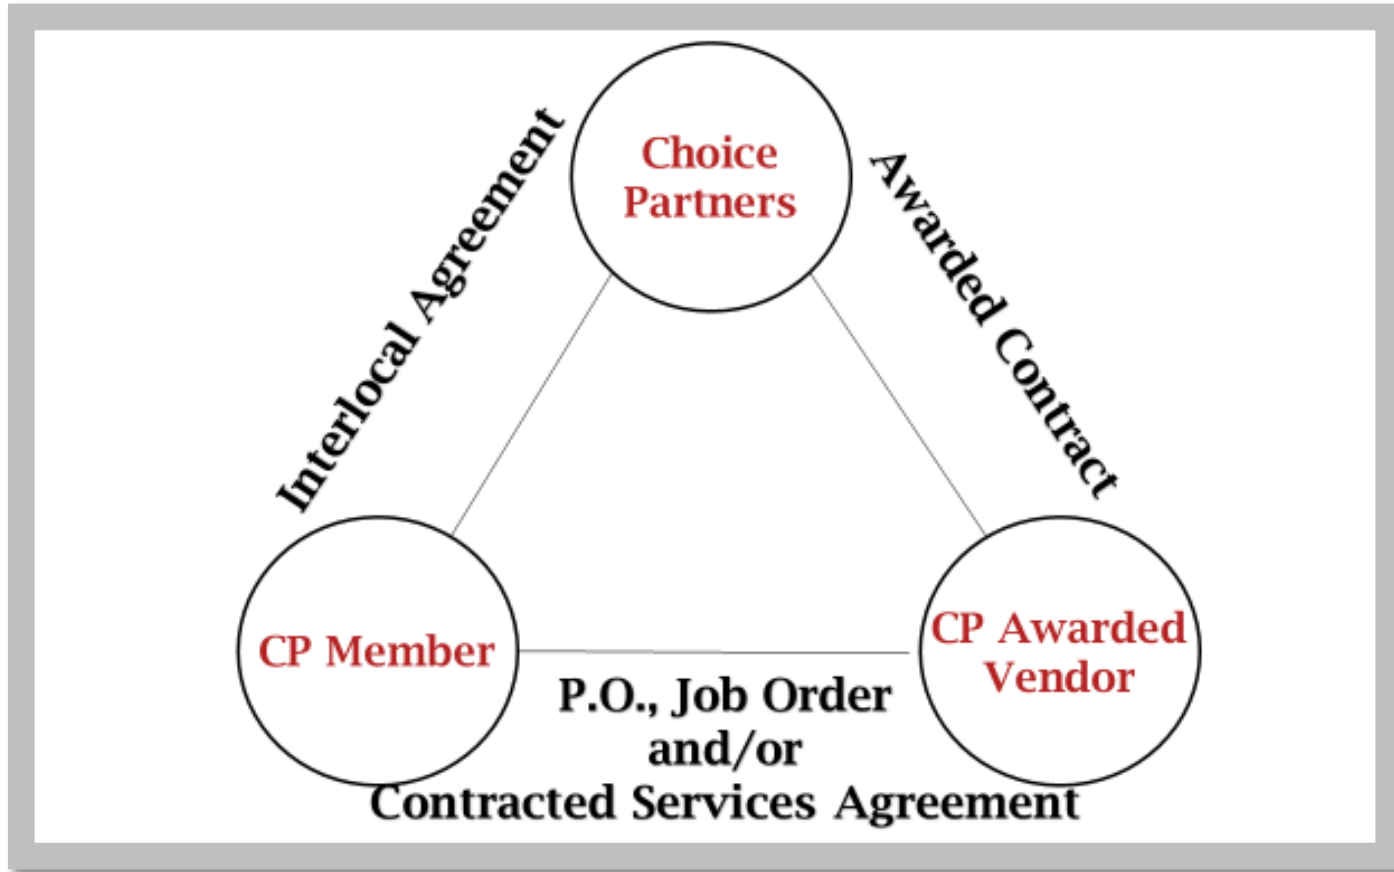 Choice
Partners
Interlocal Agreement
Awarded Contract
CP Member
CP Awarded
Vendor
P.O., Job Order
and/or
Contracted Services Agreement